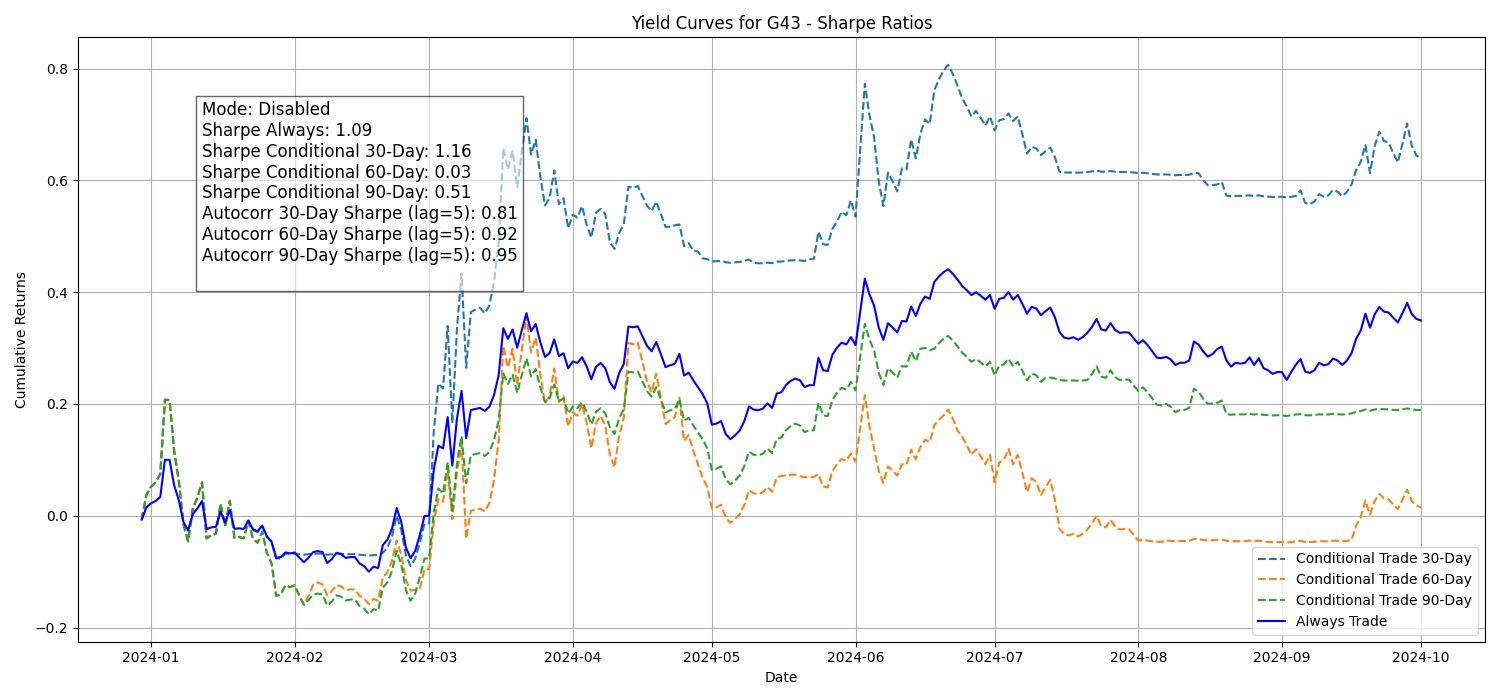 Yield Curves for G43 - Sharpe Ratios
Cumulative Returns
0.8
0.6
0.4
0.2
0.0
−0.2
Mode: Disabled
Sharpe Always: 1.09
Sharpe Conditional 30-Day: 1.16
Sharpe Conditional 60-Day: 0.03
Sharpe Conditional 90-Day: 0.51
Autocorr 30-Day Sharpe (lag=5): 0.81
Autocorr 60-Day Sharpe (lag=5): 0.92
Autocorr 90-Day Sharpe (lag=5): 0.95
Conditional Trade 30-Day
Conditional Trade 60-Day
Conditional Trade 90-Day
Always Trade
2024-01 2024-02 2024-03 2024-04 2024-05 2024-06 2024-07 2024-08 2024-09 2024-10
Date